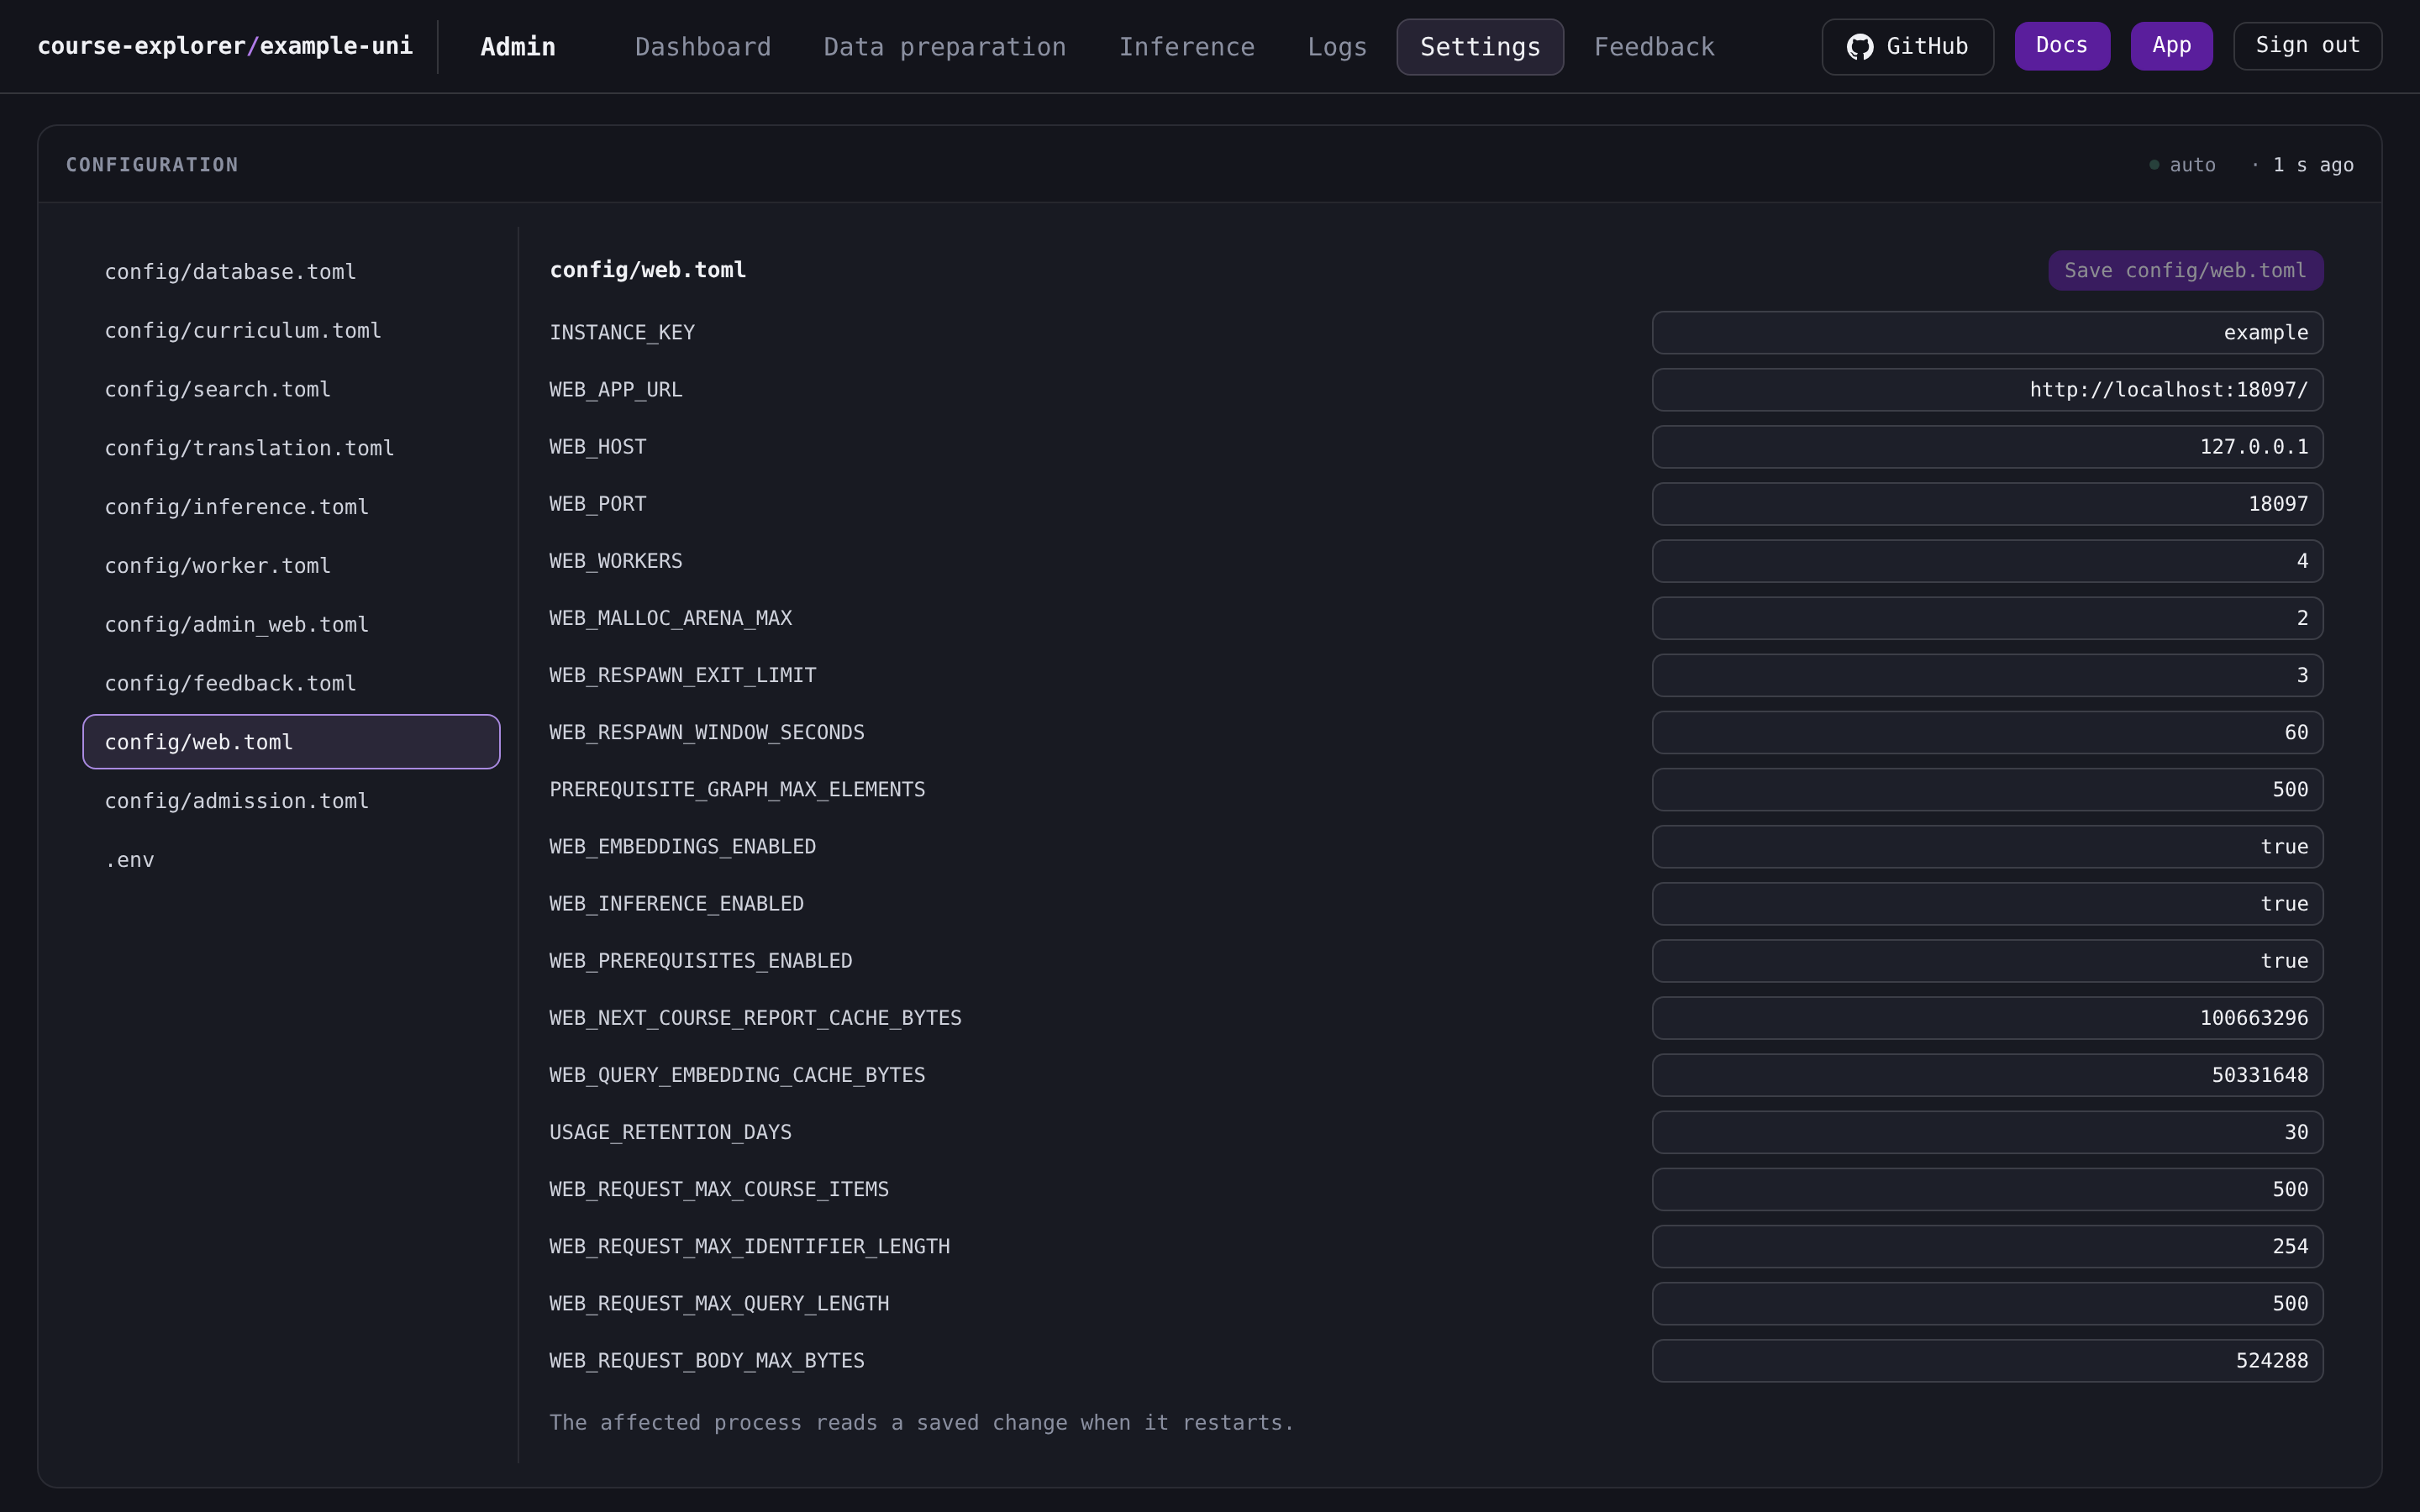 course-explorer/example-uni Admin Dashboard Data preparation Inference Logs Settings Feedback GitHub Docs App Sign out
CONFIGURATION auto · 1 s ago
config/database.toml
config/curriculum.toml
config/search.toml
config/translation.toml
config/inference.toml
config/worker.toml
config/admin_web.toml
config/feedback.toml
config/web.toml
config/admission.toml
.env
config/web.toml Save config/web.toml
INSTANCE_KEY example
WEB_APP_URL http://localhost:18097/
WEB_HOST 127.0.0.1
WEB_PORT 18097
WEB_WORKERS 4
WEB_MALLOC_ARENA_MAX 2
WEB_RESPAWN_EXIT_LIMIT 3
WEB_RESPAWN_WINDOW_SECONDS 60
PREREQUISITE_GRAPH_MAX_ELEMENTS 500
WEB_EMBEDDINGS_ENABLED true
WEB_INFERENCE_ENABLED true
WEB_PREREQUISITES_ENABLED true
WEB_NEXT_COURSE_REPORT_CACHE_BYTES 100663296
WEB_QUERY_EMBEDDING_CACHE_BYTES 50331648
USAGE_RETENTION_DAYS 30
WEB_REQUEST_MAX_COURSE_ITEMS 500
WEB_REQUEST_MAX_IDENTIFIER_LENGTH 254
WEB_REQUEST_MAX_QUERY_LENGTH 500
WEB_REQUEST_BODY_MAX_BYTES 524288
The affected process reads a saved change when it restarts.